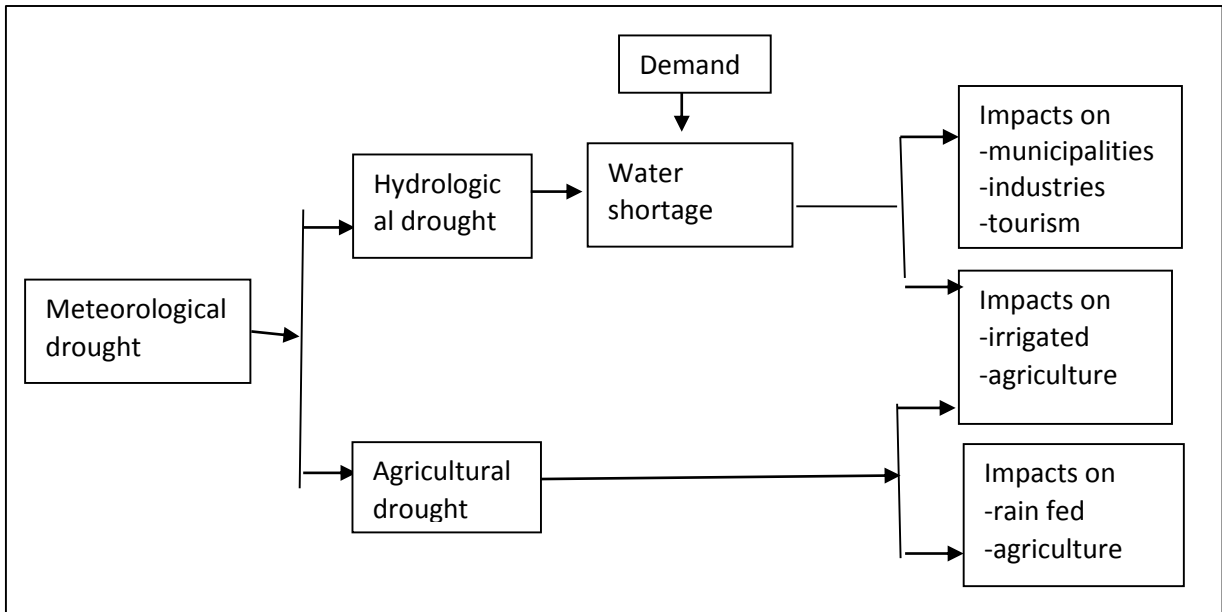 Demand
Impacts on
-municipalities
-industries
-tourism
Hydrologic
al drought
Water
shortage
Meteorological
drought
Impacts on
-irrigated
-agriculture
Agricultural
drought
Impacts on
-rain fed
-agriculture